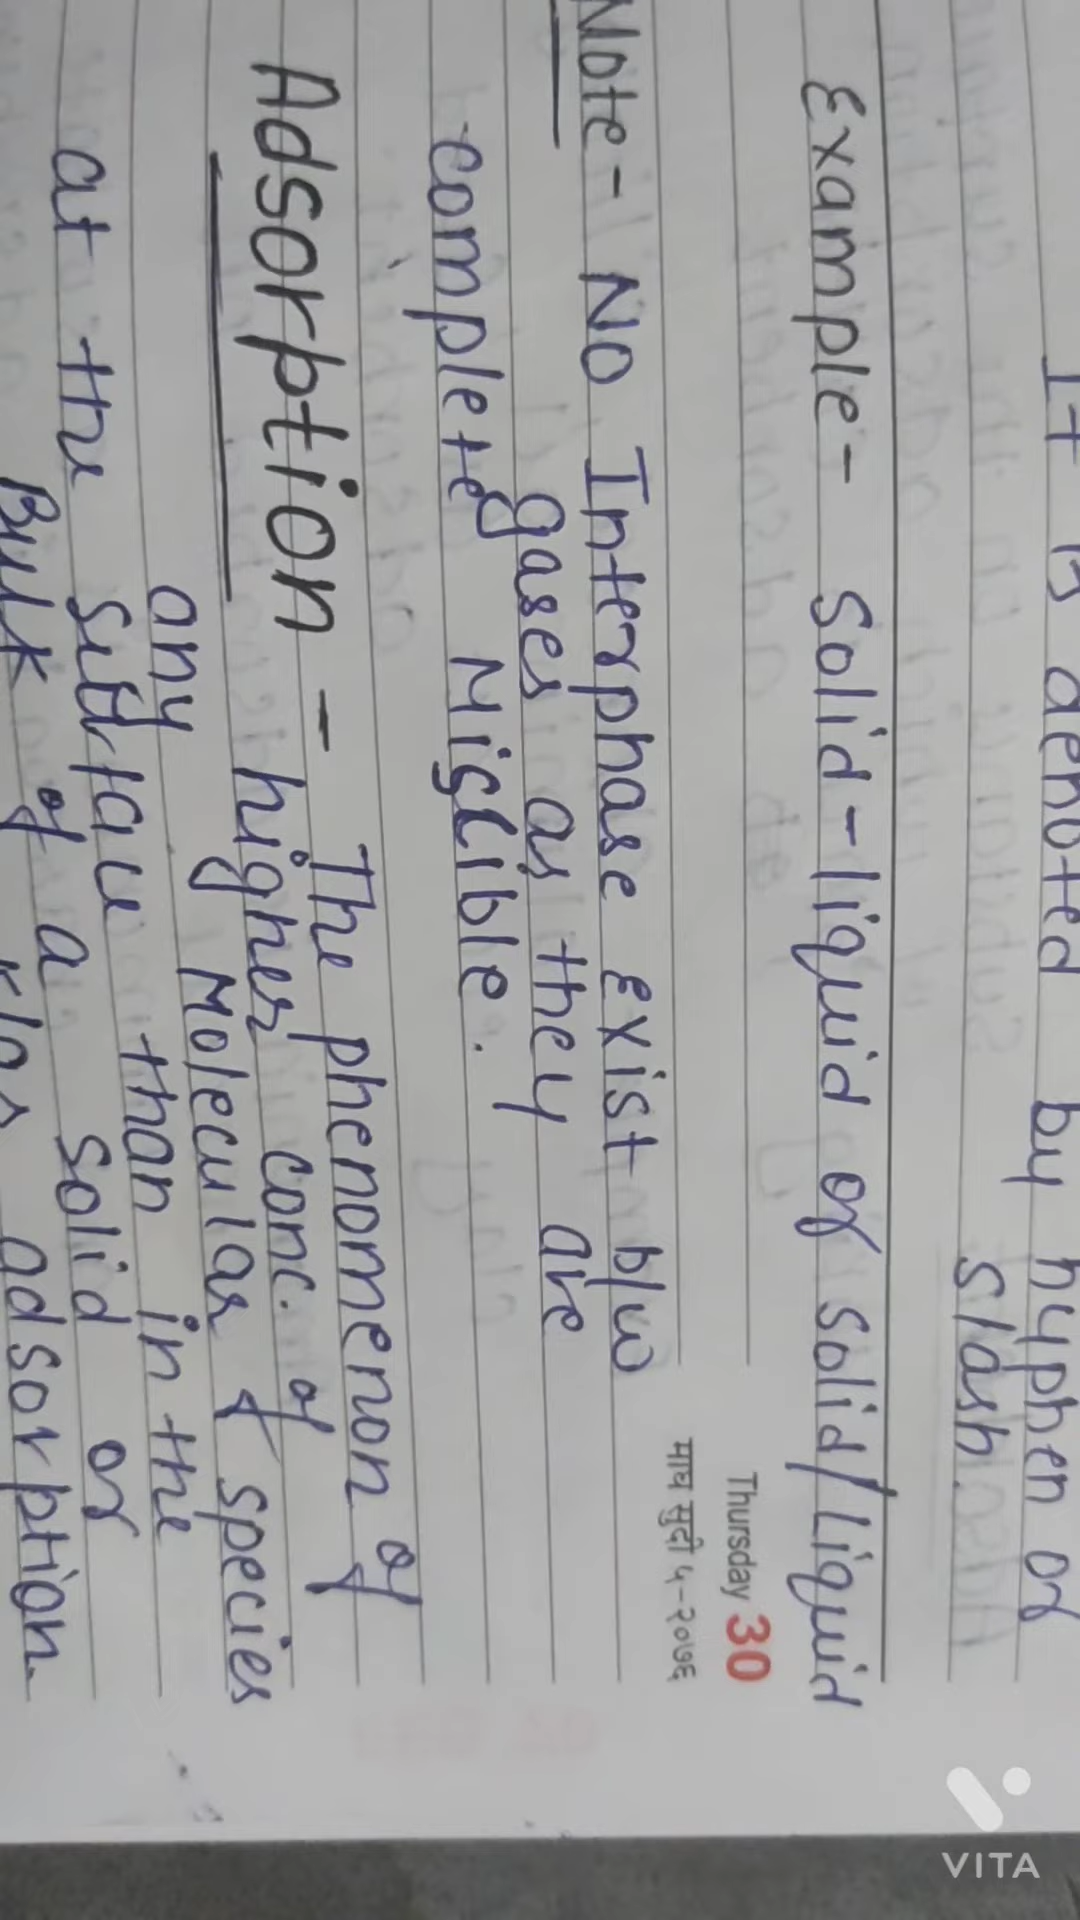 It is denoted by hyphen or
slash.
Example- Solid-liquid or solid/Liquid
Thursday 30
माघ सुदी ५-२०७६
Note- No Interphase exist b/w
gases as they are
complete Miscible.
Adsorption - The phenomenon of
higher conc. of
any Molecular & species
at the surface than in the
Bulk of a solid or
adsorption
VITA